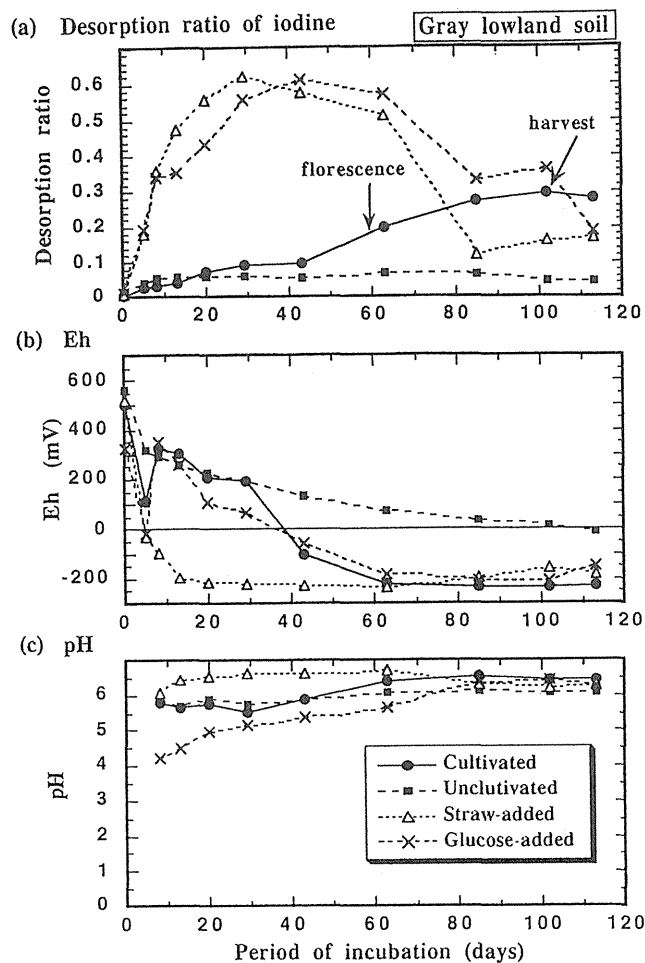 (a) Desorption ratio of iodine
Gray lowland soil
0.6
0.5
0.4
0.3
0.2
0.1
0
Desorption ratio
florescence
harvest
0 20 40 60 80 100 120
(b) Eh
600
400
200
0
-200
Eh (mV)
0 20 40 60 80 100 120
(c) pH
6
5
4
3
2
1
0
pH
Cultivated
Unclutivated
Straw-added
Glucose-added
0 20 40 60 80 100 120
Period of incubation (days)